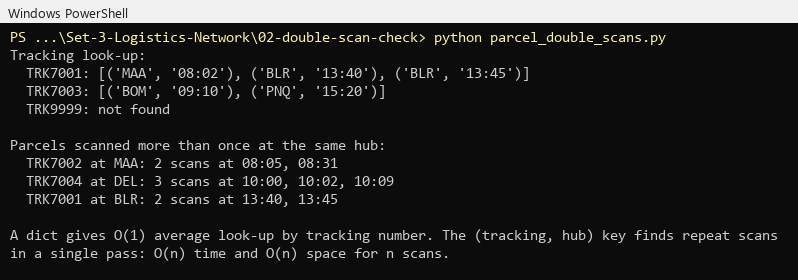 Windows PowerShell
PS ...\Set-3-Logistics-Network\02-double-scan-check> python parcel_double_scans.py
Tracking look-up:
  TRK7001: [('MAA', '08:02'), ('BLR', '13:40'), ('BLR', '13:45')]
  TRK7003: [('BOM', '09:10'), ('PNQ', '15:20')]
  TRK9999: not found

Parcels scanned more than once at the same hub:
  TRK7002 at MAA: 2 scans at 08:05, 08:31
  TRK7004 at DEL: 3 scans at 10:00, 10:02, 10:09
  TRK7001 at BLR: 2 scans at 13:40, 13:45

A dict gives O(1) average look-up by tracking number. The (tracking, hub) key finds repeat scans
in a single pass: O(n) time and O(n) space for n scans.